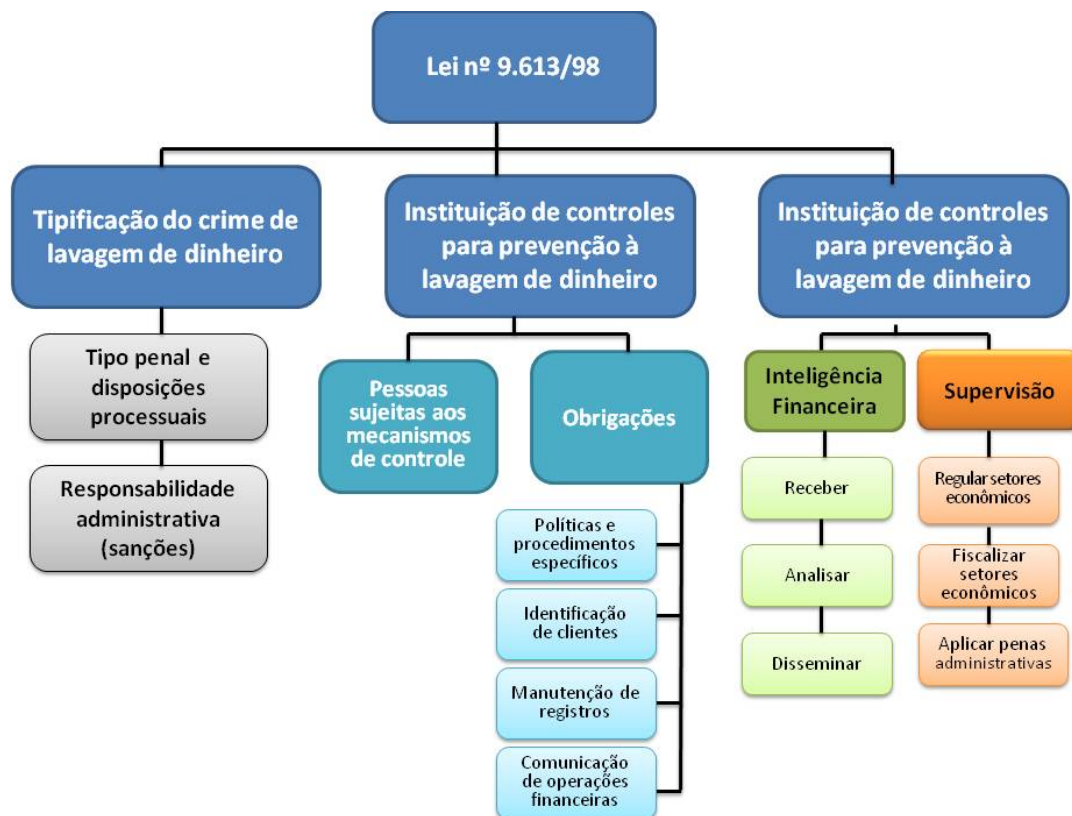 Lei nº 9.613/98
Tipificação do crime de
lavagem de dinheiro
Tipo penal e
disposições
processuais
Responsabilidade
administrativa
(sanções)
Instituição de controles
para prevenção à
lavagem de dinheiro
Pessoas
sujeitas aos
mecanismos
de controle
Obrigações
Políticas e
procedimentos
específicos
Identificação
de clientes
Manutenção de
registros
Comunicação
de operações
financeiras
Instituição de controles
para prevenção à
lavagem de dinheiro
Inteligência
Financeira
Receber
Analisar
Disseminar
Supervisão
Regular setores
econômicos
Fiscalizar
setores
econômicos
Aplicar penas
administrativas